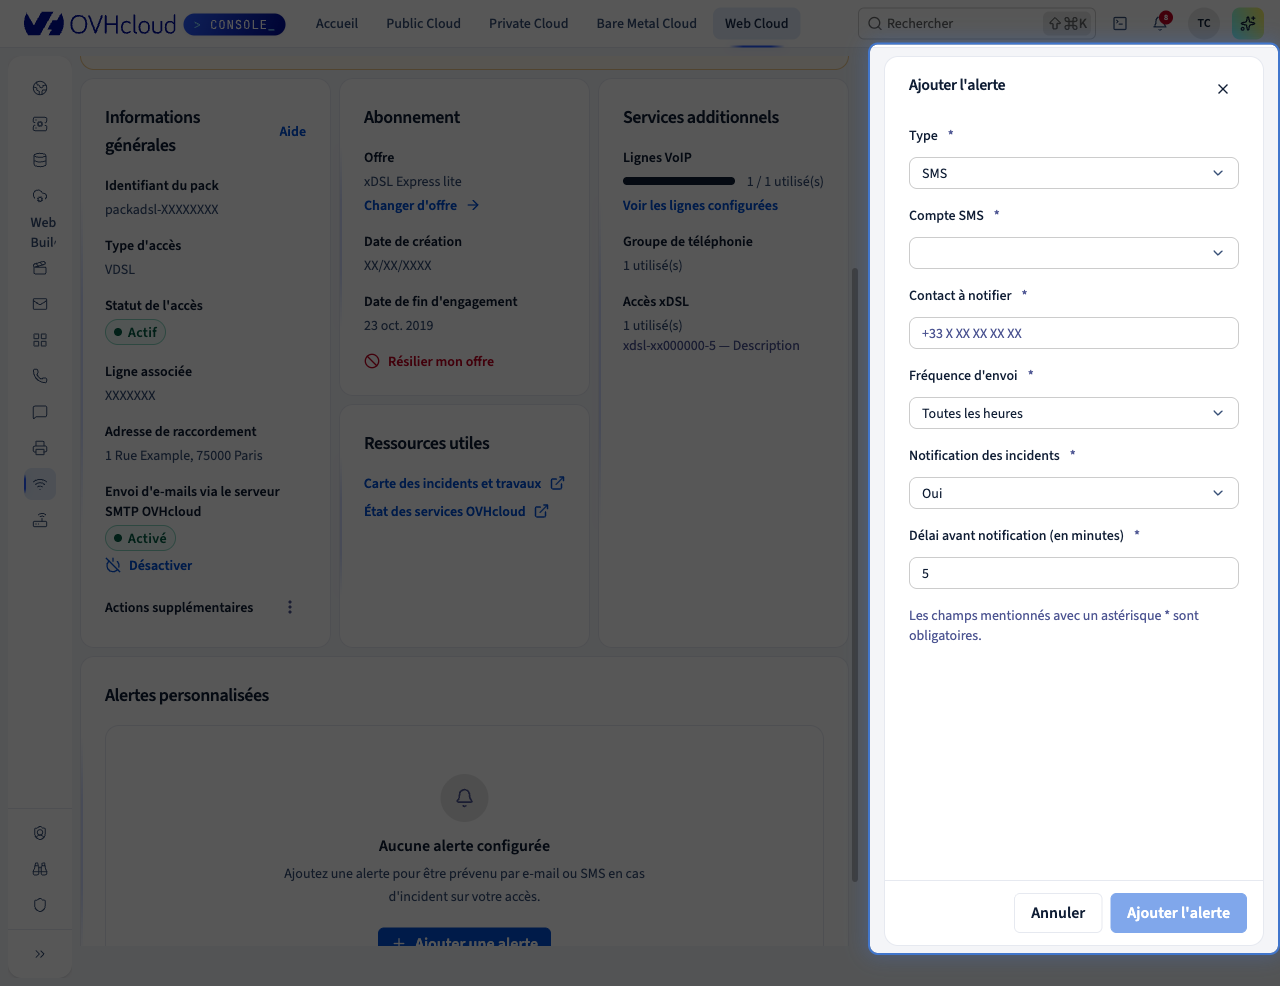 OVHcloud
> CONSOLE_
Accueil
Public Cloud
Private Cloud
Bare Metal Cloud
Web Cloud
Rechercher
⇧⌘K
8
TC
Web
Informations
générales
Aide
Identifiant du pack
packadsl-XXXXXXXX
Type d'accès
VDSL
Statut de l'accès
Actif
Ligne associée
XXXXXXX
Adresse de raccordement
1 Rue Example, 75000 Paris
Envoi d'e-mails via le serveur
SMTP OVHcloud
Activé
Désactiver
Actions supplémentaires
Abonnement
Offre
xDSL Express lite
Changer d'offre
Date de création
XX/XX/XXXX
Date de fin d'engagement
23 oct. 2019
Résilier mon offre
Ressources utiles
Carte des incidents et travaux
État des services OVHcloud
Services additionnels
Lignes VoIP
1 / 1 utilisé(s)
Voir les lignes configurées
Groupe de téléphonie
1 utilisé(s)
Accès xDSL
1 utilisé(s)
xdsl-xx000000-5 — Description
Alertes personnalisées
Aucune alerte configurée
Ajoutez une alerte pour être prévenu par e-mail ou SMS en cas
d'incident sur votre accès.
+ Ajouter une alerte
Ajouter l'alerte
Type *
SMS
Compte SMS *
Contact à notifier *
+33 X XX XX XX XX
Fréquence d'envoi *
Toutes les heures
Notification des incidents *
Oui
Délai avant notification (en minutes) *
5
Les champs mentionnés avec un astérisque * sont
obligatoires.
Annuler
Ajouter l'alerte